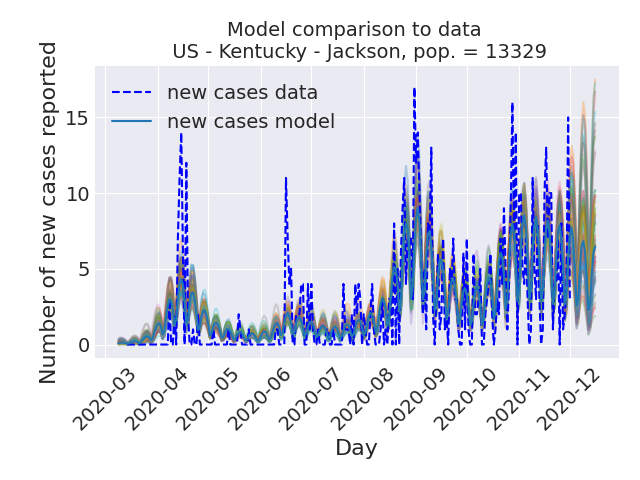 Model comparison to data
US - Kentucky - Jackson, pop. = 13329
Number of new cases reported
15
10
5
0
new cases data
new cases model
2020-03
2020-04
2020-05
2020-06
2020-07
2020-08
2020-09
2020-10
2020-11
2020-12
Day